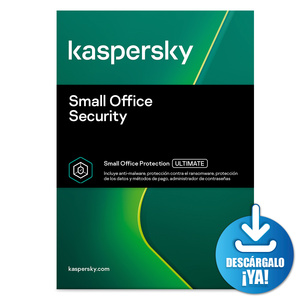 kaspersky
Small Office
Security
Small Office Protection ULTIMATE
Incluye anti-malware, protección contra el ransomware, protección
de los datos y métodos de pago, administrador de contraseñas
kaspersky.com
DESCÁRGALO
¡YA!